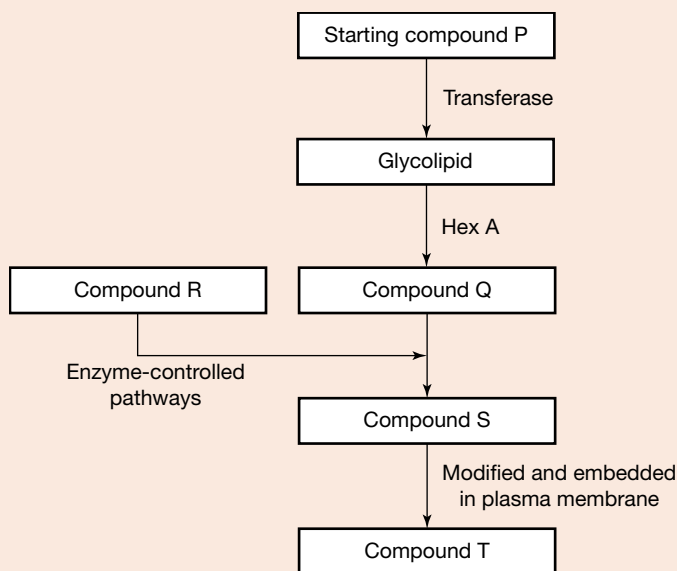 Starting compound P
Transferase
Glycolipid
Hex A
Compound R
Compound Q
Enzyme-controlled
pathways
Compound S
Modified and embedded
in plasma membrane
Compound T